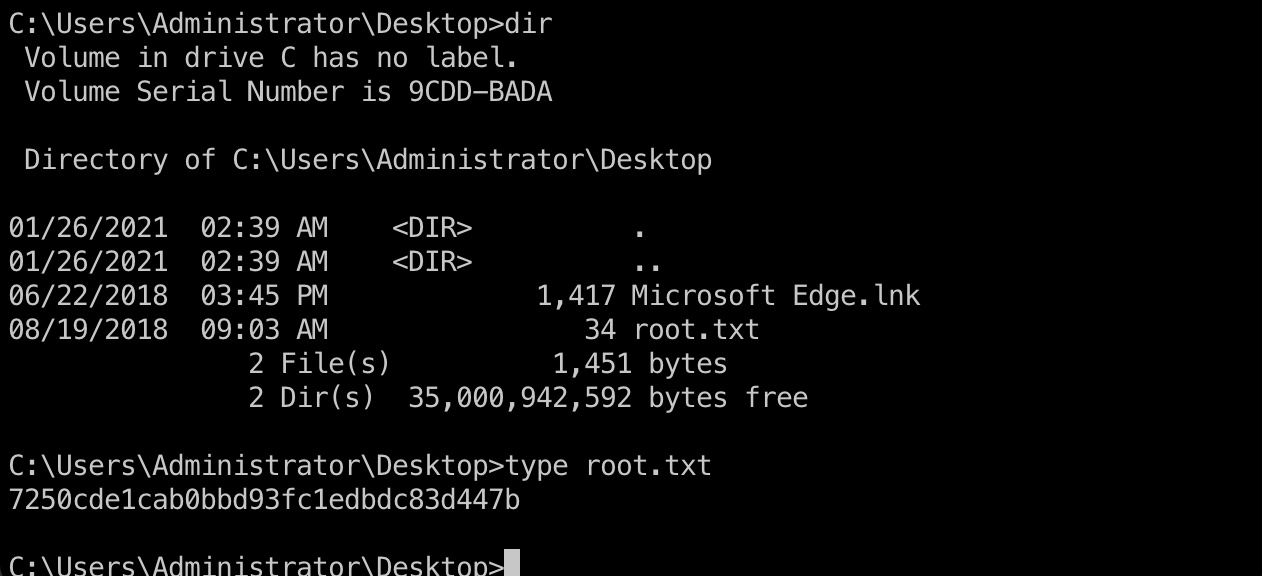 C:\Users\Administrator\Desktop>dir
 Volume in drive C has no label.
 Volume Serial Number is 9CDD-BADA

 Directory of C:\Users\Administrator\Desktop

01/26/2021  02:39 AM    <DIR>          .
01/26/2021  02:39 AM    <DIR>          ..
06/22/2018  03:45 PM             1,417 Microsoft Edge.lnk
08/19/2018  09:03 AM                34 root.txt
               2 File(s)          1,451 bytes
               2 Dir(s)  35,000,942,592 bytes free

C:\Users\Administrator\Desktop>type root.txt
7250cde1cab0bbd93fc1edbdc83d447b

C:\Users\Administrator\Desktop>